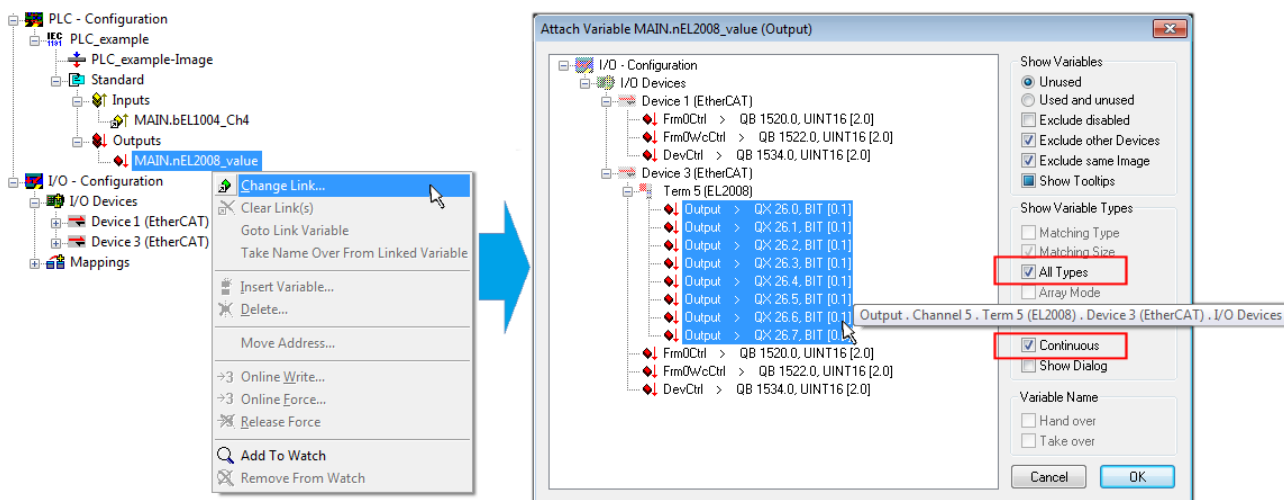 PLC - Configuration
PLC_example
PLC_example-Image
Standard
Inputs
MAIN.bEL1004_Ch4
Outputs
MAIN.nEL2008_value
I/O - Configuration
I/O Devices
Device 1 (EtherCAT)
Device 3 (EtherCAT)
Mappings
Change Link...
Clear Link(s)
Goto Link Variable
Take Name Over From Linked Variable
Insert Variable...
Delete...
Move Address...
→3 Online Write...
→3 Online Force...
Release Force
Add To Watch
Remove From Watch
Attach Variable MAIN.nEL2008_value (Output)
I/O - Configuration
I/O Devices
Device 1 (EtherCAT)
Frm0Ctrl > QB 1520.0, UINT16 [2.0]
Frm0WcCtrl > QB 1522.0, UINT16 [2.0]
DevCtrl > QB 1534.0, UINT16 [2.0]
Device 3 (EtherCAT)
Term 5 (EL2008)
Output > QX 26.0, BIT [0.1]
Output > QX 26.1, BIT [0.1]
Output > QX 26.2, BIT [0.1]
Output > QX 26.3, BIT [0.1]
Output > QX 26.4, BIT [0.1]
Output > QX 26.5, BIT [0.1]
Output > QX 26.6, BIT [0.1]
Output > QX 26.7, BIT [0.1]
Frm0Ctrl > QB 1520.0, UINT16 [2.0]
Frm0WcCtrl > QB 1522.0, UINT16 [2.0]
DevCtrl > QB 1534.0, UINT16 [2.0]
Output . Channel 5 . Term 5 (EL2008) . Device 3 (EtherCAT) . I/O Devices
Show Variables
Unused
Used and unused
Exclude disabled
Exclude other Devices
Exclude same Image
Show Tooltips
Show Variable Types
Matching Type
Matching Size
All Types
Array Mode
Continuous
Show Dialog
Variable Name
Hand over
Take over
Cancel
OK